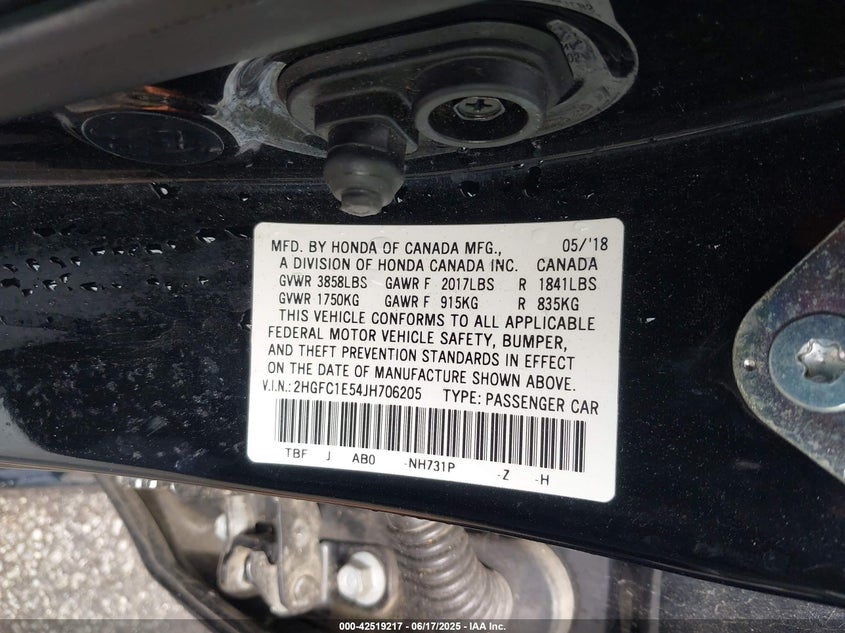 MFD. BY HONDA OF CANADA MFG., 05/'18
A DIVISION OF HONDA CANADA INC. CANADA
GVWR 3858LBS GAWR F 2017LBS R 1841LBS
GVWR 1750KG GAWR F 915KG R 835KG
THIS VEHICLE CONFORMS TO ALL APPLICABLE
FEDERAL MOTOR VEHICLE SAFETY, BUMPER,
AND THEFT PREVENTION STANDARDS IN EFFECT
ON THE DATE OF MANUFACTURE SHOWN ABOVE.
V.I.N.: 2HGFC1E54JH706205 TYPE: PASSENGER CAR
TBF J AB0 -NH731P -Z -H
000-42519217 - 06/17/2025 - IAA Inc.